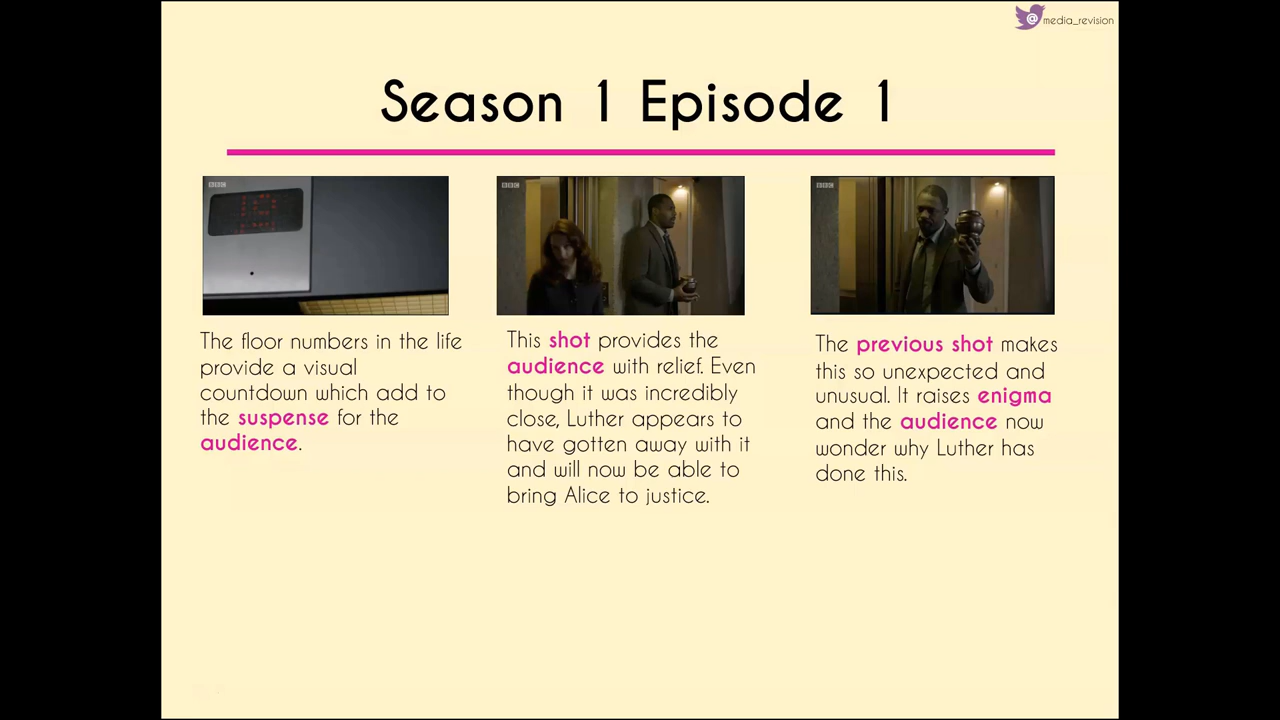 @media_revision
Season 1 Episode 1
BBC
BBC
BBC
The floor numbers in the life
provide a visual
countdown which add to
the suspense for the
audience.
This shot provides the
audience with relief. Even
though it was incredibly
close, Luther appears to
have gotten away with it
and will now be able to
bring Alice to justice.
The previous shot makes
this so unexpected and
unusual. It raises enigma
and the audience now
wonder why Luther has
done this.